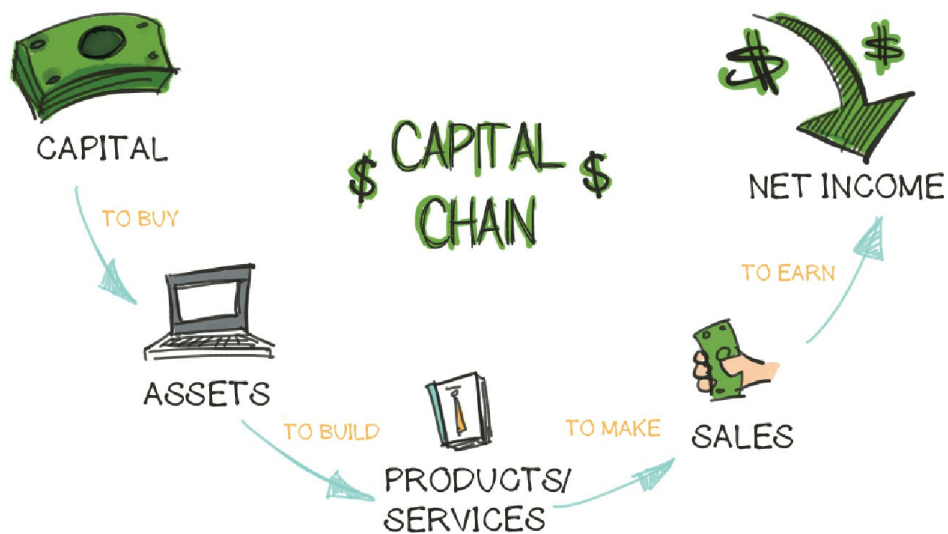 $ CAPITAL $
CHAN
CAPITAL
TO BUY
ASSETS
TO BUILD
PRODUCTS/
SERVICES
TO MAKE
SALES
TO EARN
$ $
NET INCOME